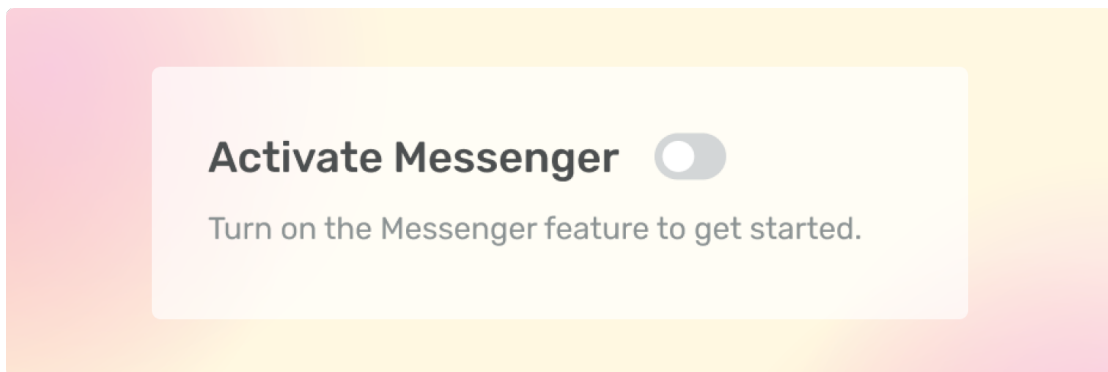 Activate Messenger
Turn on the Messenger feature to get started.